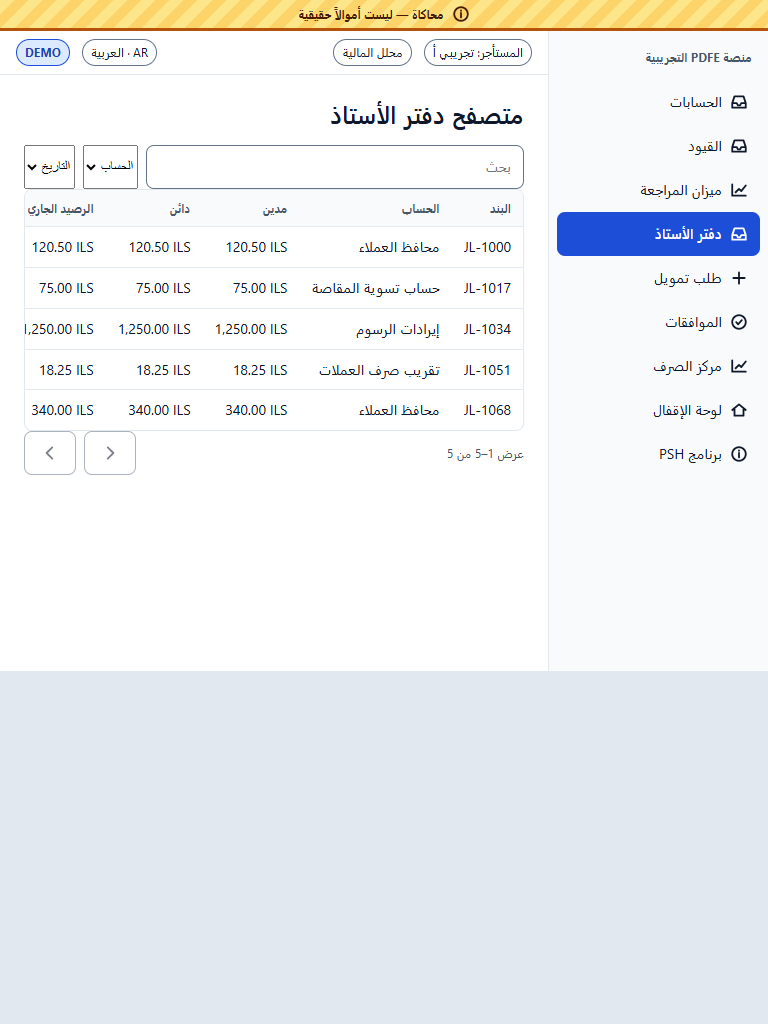 محاكاة — ليست أموالاً حقيقية
منصة PDFE التجريبية
الحسابات
القيود
ميزان المراجعة
دفتر الأستاذ
طلب تمويل
الموافقات
مركز الصرف
لوحة الإقفال
برنامج PSH
المستأجر: تجريبي أ
محلل المالية
AR · العربية
DEMO
متصفح دفتر الأستاذ
بحث
الحساب
التاريخ
البند الحساب مدين دائن الرصيد الجاري
JL-1000 محافظ العملاء 120.50 ILS 120.50 ILS 120.50 ILS
JL-1017 حساب تسوية المقاصة 75.00 ILS 75.00 ILS 75.00 ILS
JL-1034 إيرادات الرسوم 1,250.00 ILS 1,250.00 ILS 1,250.00 ILS
JL-1051 تقريب صرف العملات 18.25 ILS 18.25 ILS 18.25 ILS
JL-1068 محافظ العملاء 340.00 ILS 340.00 ILS 340.00 ILS
عرض 1–5 من 5